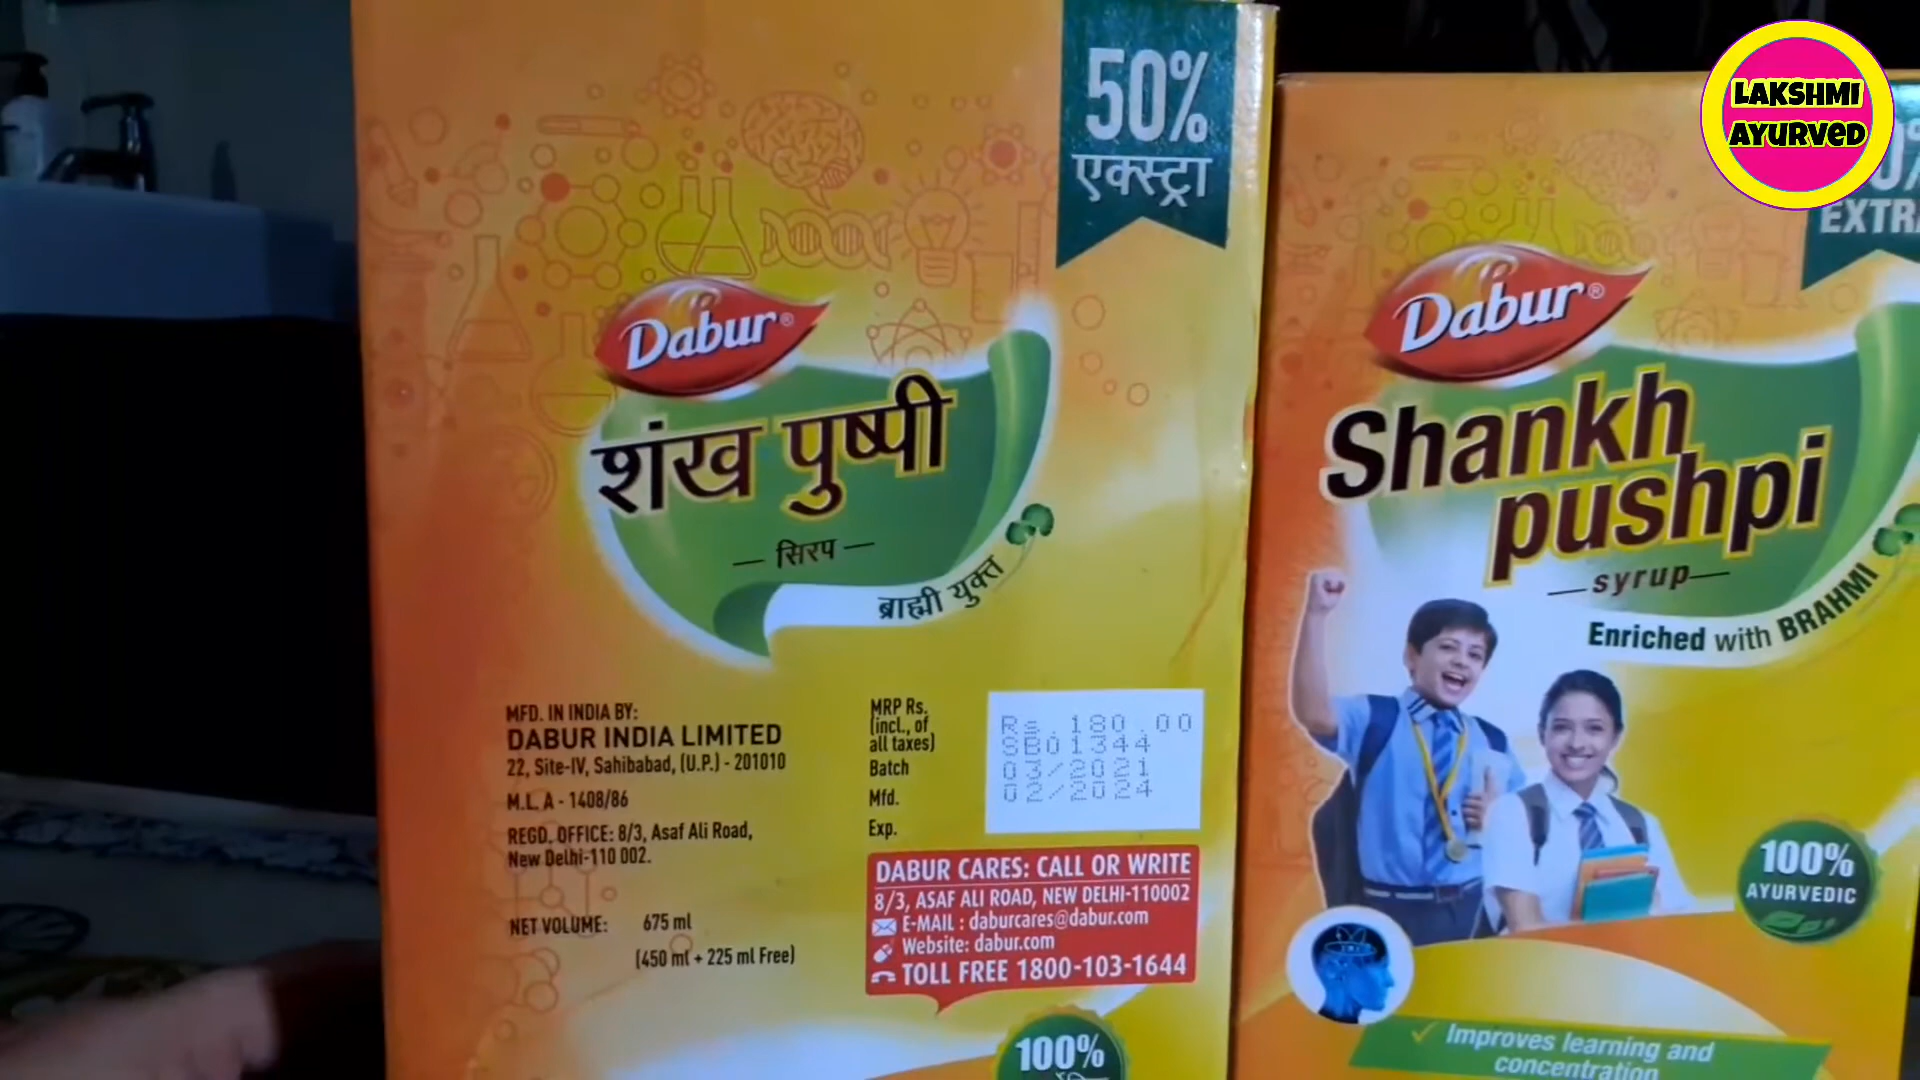 50%
एक्स्ट्रा
Dabur®
शंख पुष्पी
— सिरप —
ब्राह्मी युक्त
MFD. IN INDIA BY:
DABUR INDIA LIMITED
22, Site-IV, Sahibabad, (U.P.) - 201010
M.L. A - 1408/86
REGD. OFFICE: 8/3, Asaf Ali Road,
New Delhi-110 002.
NET VOLUME: 675 ml
(450 ml + 225 ml Free)
MRP Rs.
(incl., of
all taxes)
Batch
Mfd.
Exp.
Rs.180.00
SB01344
03/2021
02/2024
DABUR CARES: CALL OR WRITE
8/3, ASAF ALI ROAD, NEW DELHI-110002
E-MAIL : daburcares@dabur.com
Website: dabur.com
TOLL FREE 1800-103-1644
100%
LAKSHMI
AYURVED
Dabur®
Shankh
pushpi
—syrup—
Enriched with BRAHMI
100%
AYURVEDIC
Improves learning and
concentration